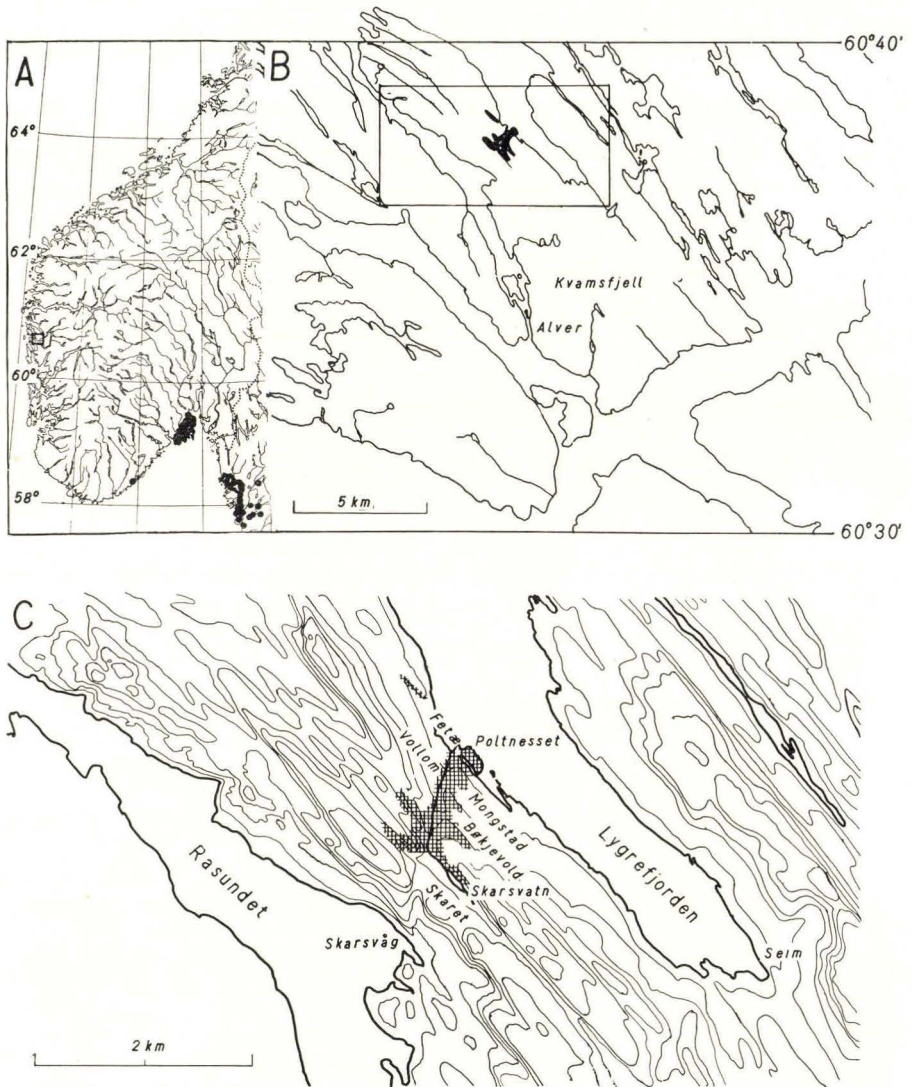 A
B
60°40'
64°
62°
60°
58°
Kvamsfjell
Alver
5 km
60°30'
C
Fetæ
Poltnesset
Vollom
Mongstad
Bøkjevold
Lygrefjorden
Rasundet
Skarsvatn
Skaret
Skarsvåg
Seim
2 km